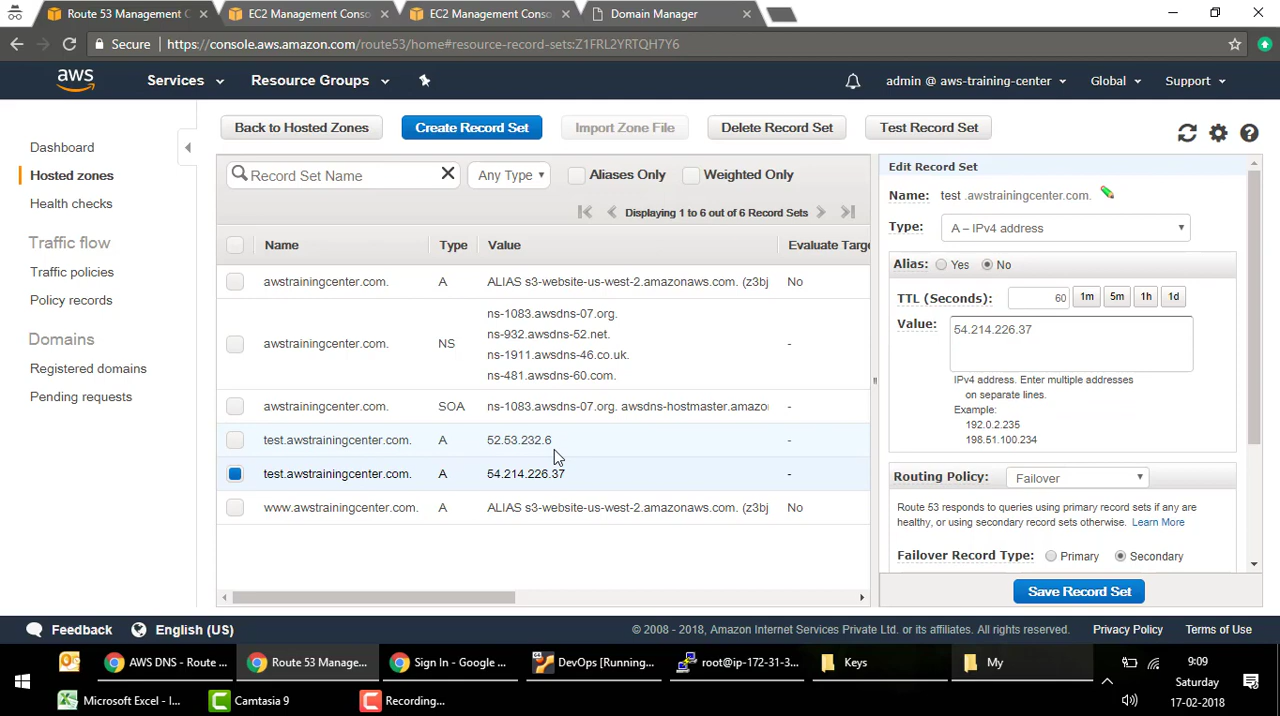 Route 53 Management C
EC2 Management Conso
EC2 Management Conso
Domain Manager
Secure
https://console.aws.amazon.com/route53/home#resource-record-sets:Z1FRL2YRTQH7Y6
aws
Services
Resource Groups
admin @ aws-training-center
Global
Support
Dashboard
Hosted zones
Health checks
Traffic flow
Traffic policies
Policy records
Domains
Registered domains
Pending requests
Back to Hosted Zones
Create Record Set
Import Zone File
Delete Record Set
Test Record Set
Record Set Name
Any Type
Aliases Only
Weighted Only
Displaying 1 to 6 out of 6 Record Sets
Name Type Value Evaluate Targe
awstrainingcenter.com. A ALIAS s3-website-us-west-2.amazonaws.com. (z3bj No
awstrainingcenter.com. NS ns-1083.awsdns-07.org. -
ns-932.awsdns-52.net.
ns-1911.awsdns-46.co.uk.
ns-481.awsdns-60.com.
awstrainingcenter.com. SOA ns-1083.awsdns-07.org. awsdns-hostmaster.amazo -
test.awstrainingcenter.com. A 52.53.232.6 -
test.awstrainingcenter.com. A 54.214.226.37 -
www.awstrainingcenter.com. A ALIAS s3-website-us-west-2.amazonaws.com. (z3bj No
Edit Record Set
Name: test .awstrainingcenter.com.
Type: A – IPv4 address
Alias: Yes No
TTL (Seconds): 60 1m 5m 1h 1d
Value: 54.214.226.37
IPv4 address. Enter multiple addresses
on separate lines.
Example:
192.0.2.235
198.51.100.234
Routing Policy: Failover
Route 53 responds to queries using primary record sets if any are
healthy, or using secondary record sets otherwise. Learn More
Failover Record Type: Primary Secondary
Save Record Set
Feedback
English (US)
© 2008 - 2018, Amazon Internet Services Private Ltd. or its affiliates. All rights reserved.
Privacy Policy
Terms of Use
AWS DNS - Route ...
Route 53 Manage...
Sign In - Google ...
DevOps [Running...
root@ip-172-31-3...
Keys
My
9:09
Saturday
17-02-2018
Microsoft Excel - I...
Camtasia 9
Recording...